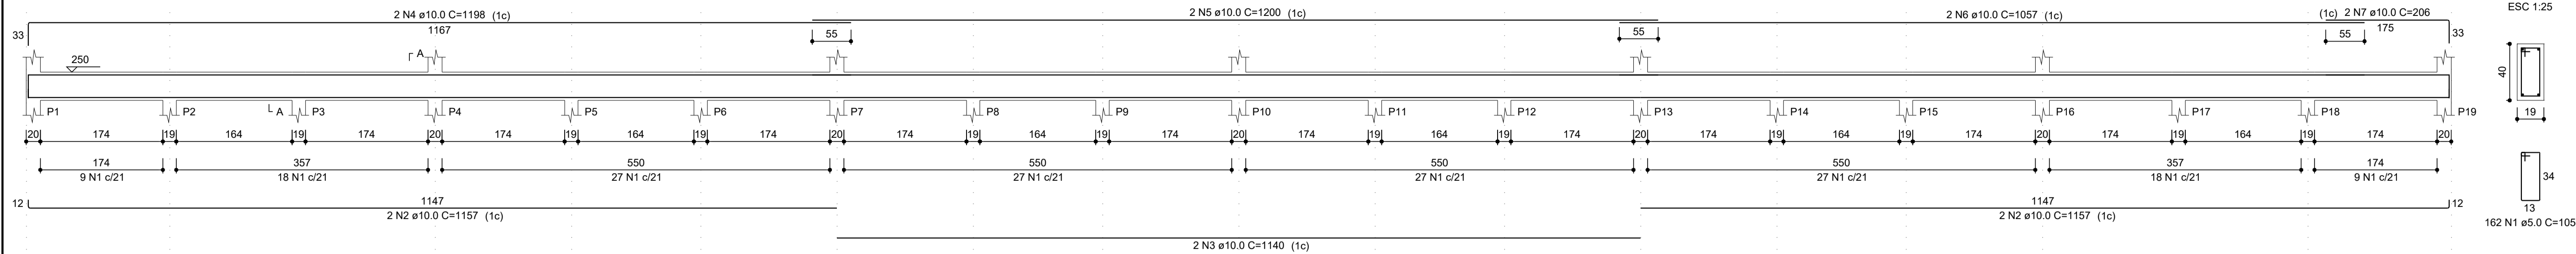 2 N4 ø10.0 C=1198 (1c)
2 N5 ø10.0 C=1200 (1c)
2 N6 ø10.0 C=1057 (1c)
(1c) 2 N7 ø10.0 C=206
ESC 1:25
33
1167
55
55
55
175
33
250
A
40
A
P1
P2
P3
P4
P5
P6
P7
P8
P9
P10
P11
P12
P13
P14
P15
P16
P17
P18
P19
19
20 174 19 164 19 174 20 174 19 164 19 174 20 174 19 164 19 174 20 174 19 164 19 174 20 174 19 164 19 174 20 174 19 164 19 174 20
174
357
550
550
550
550
357
174
9 N1 c/21
18 N1 c/21
27 N1 c/21
27 N1 c/21
27 N1 c/21
27 N1 c/21
18 N1 c/21
9 N1 c/21
34
12
1147
1147
12
13
2 N2 ø10.0 C=1157 (1c)
2 N2 ø10.0 C=1157 (1c)
162 N1 ø5.0 C=105
2 N3 ø10.0 C=1140 (1c)